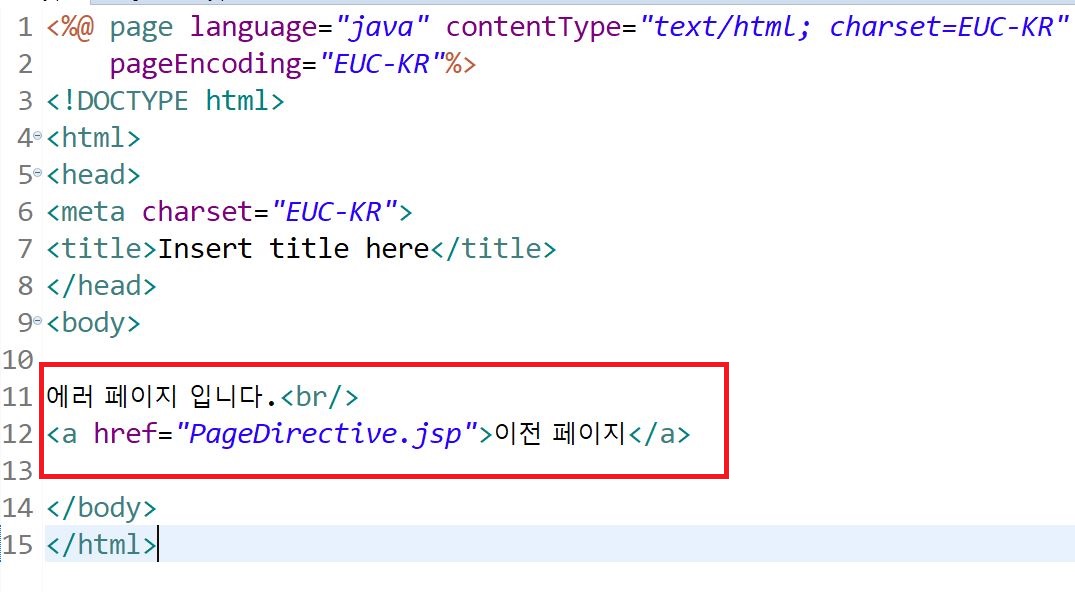 1 <%@ page language="java" contentType="text/html; charset=EUC-KR"
2     pageEncoding="EUC-KR"%>
3 <!DOCTYPE html>
4 <html>
5 <head>
6 <meta charset="EUC-KR">
7 <title>Insert title here</title>
8 </head>
9 <body>
10
11 에러 페이지 입니다.<br/>
12 <a href="PageDirective.jsp">이전 페이지</a>
13
14 </body>
15 </html>